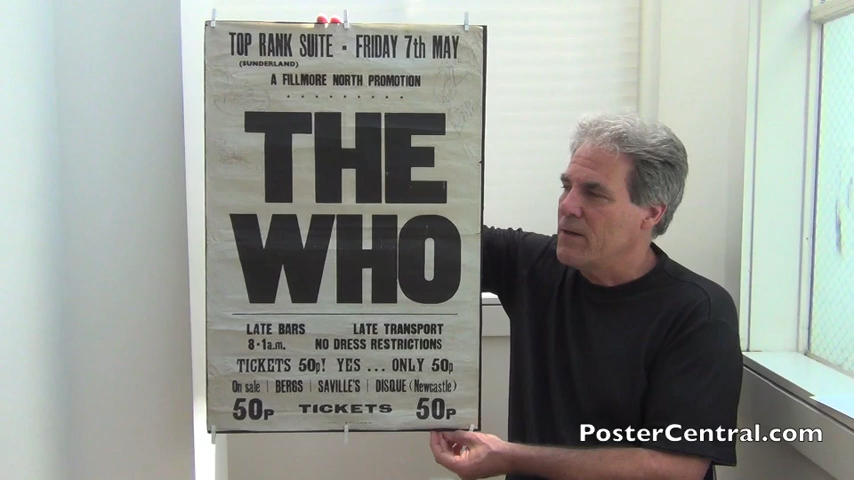 TOP RANK SUITE - FRIDAY 7th MAY
(SUNDERLAND)
A FILLMORE NORTH PROMOTION
THE
WHO
LATE BARS LATE TRANSPORT
8-1a.m. NO DRESS RESTRICTIONS
TICKETS 50p! YES ... ONLY 50p
On sale | BERGS | SAVILLE'S | DISQUE (Newcastle)
50P TICKETS 50P
PosterCentral.com